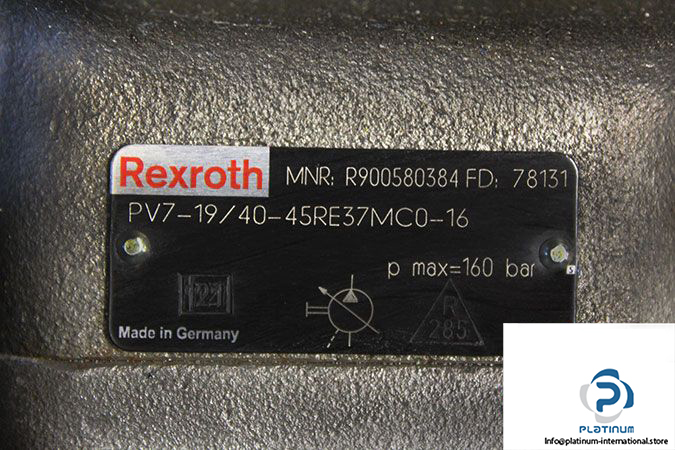 Rexroth MNR: R900580384 FD: 78131
PV7-19/40-45RE37MC0-16
p max=160 bar
R
285
Made in Germany
PLATINUM
Info@platinum-international.store